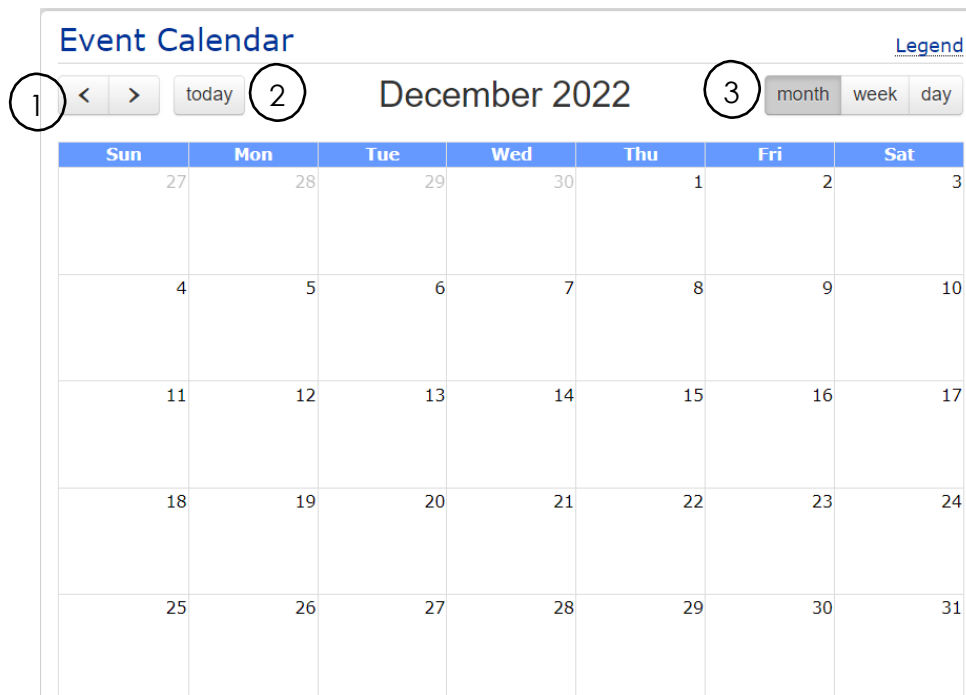 Event Calendar
Legend
1 < > today 2 December 2022 3 month week day
Sun Mon Tue Wed Thu Fri Sat
27 28 29 30 1 2 3
4 5 6 7 8 9 10
11 12 13 14 15 16 17
18 19 20 21 22 23 24
25 26 27 28 29 30 31